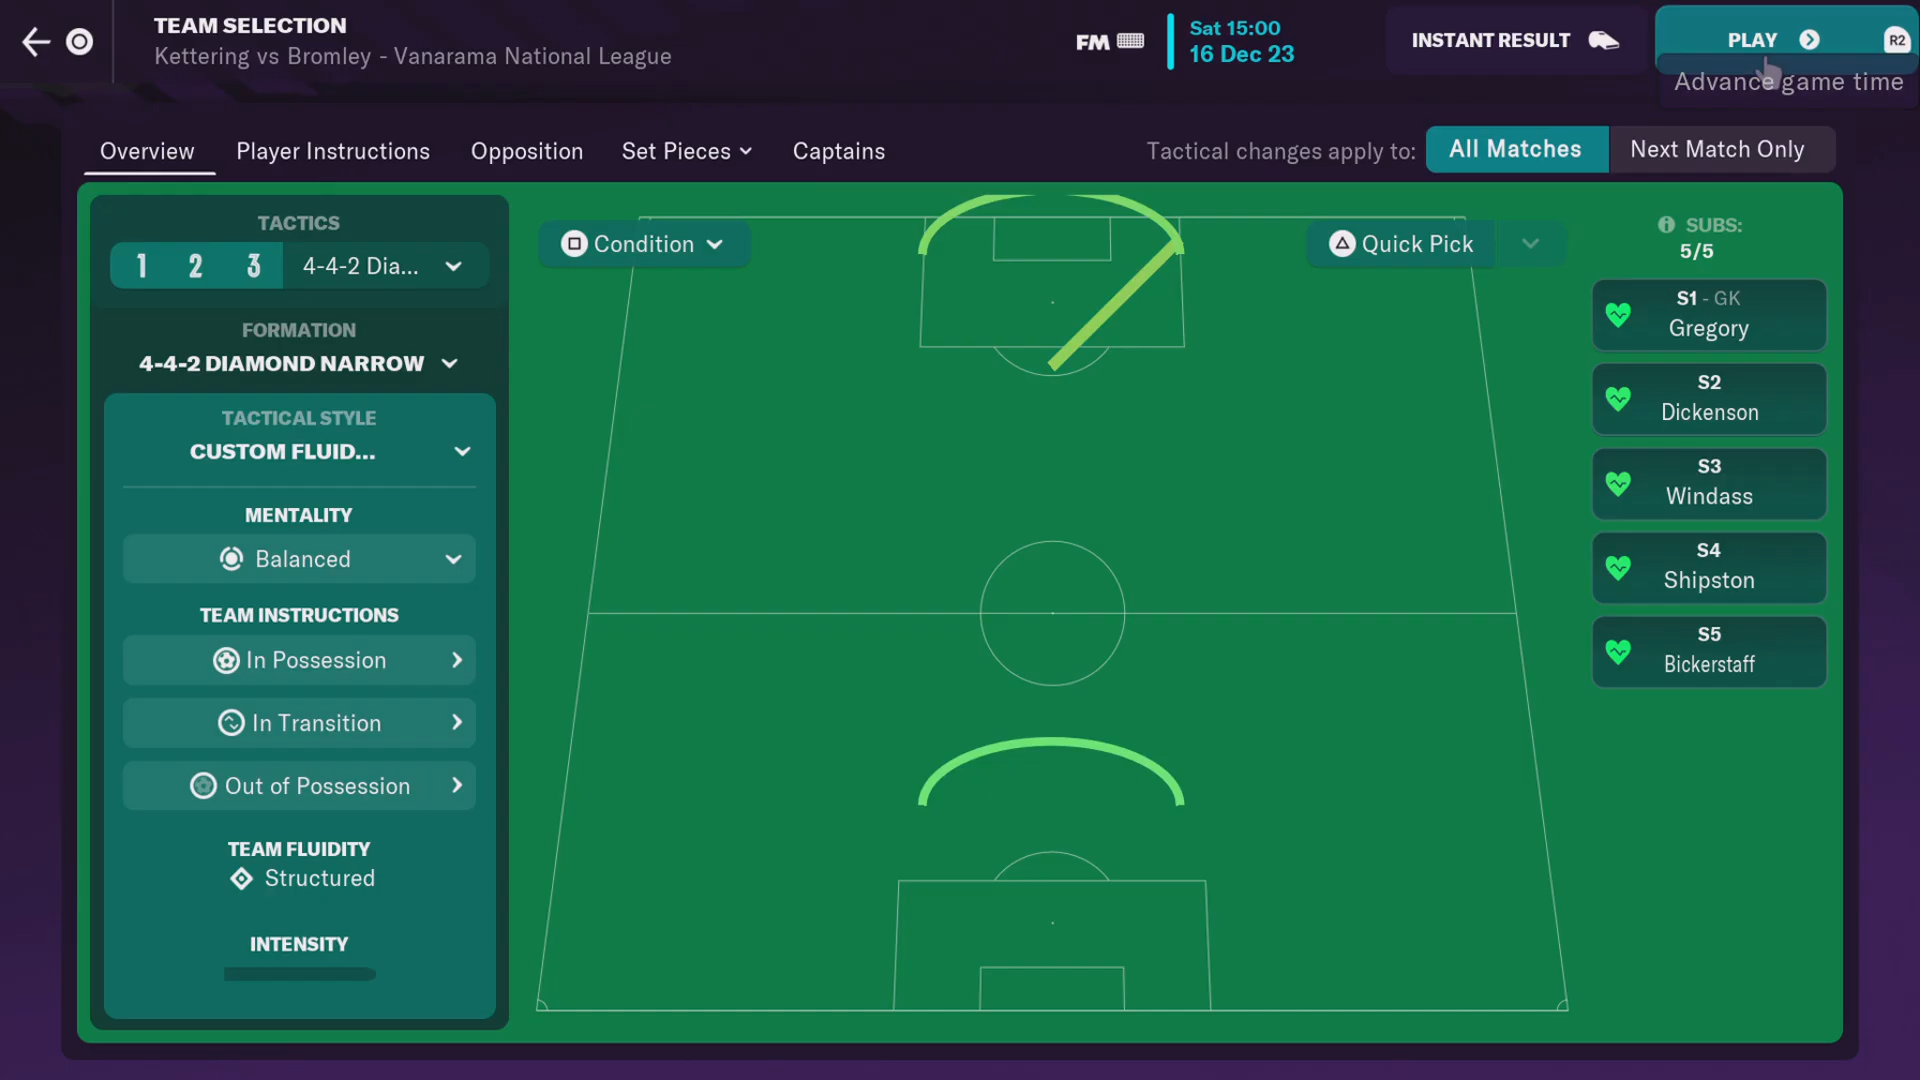 TEAM SELECTION
Kettering vs Bromley - Vanarama National League
FM
Sat 15:00
16 Dec 23
INSTANT RESULT
PLAY
R2
Advance game time
Overview
Player Instructions
Opposition
Set Pieces
Captains
Tactical changes apply to:
All Matches
Next Match Only
TACTICS
1 2 3
4-4-2 Dia...
FORMATION
4-4-2 DIAMOND NARROW
TACTICAL STYLE
CUSTOM FLUID...
MENTALITY
Balanced
TEAM INSTRUCTIONS
In Possession
In Transition
Out of Possession
TEAM FLUIDITY
Structured
INTENSITY
Condition
Quick Pick
SUBS:
5/5
S1 - GK
Gregory
S2
Dickenson
S3
Windass
S4
Shipston
S5
Bickerstaff